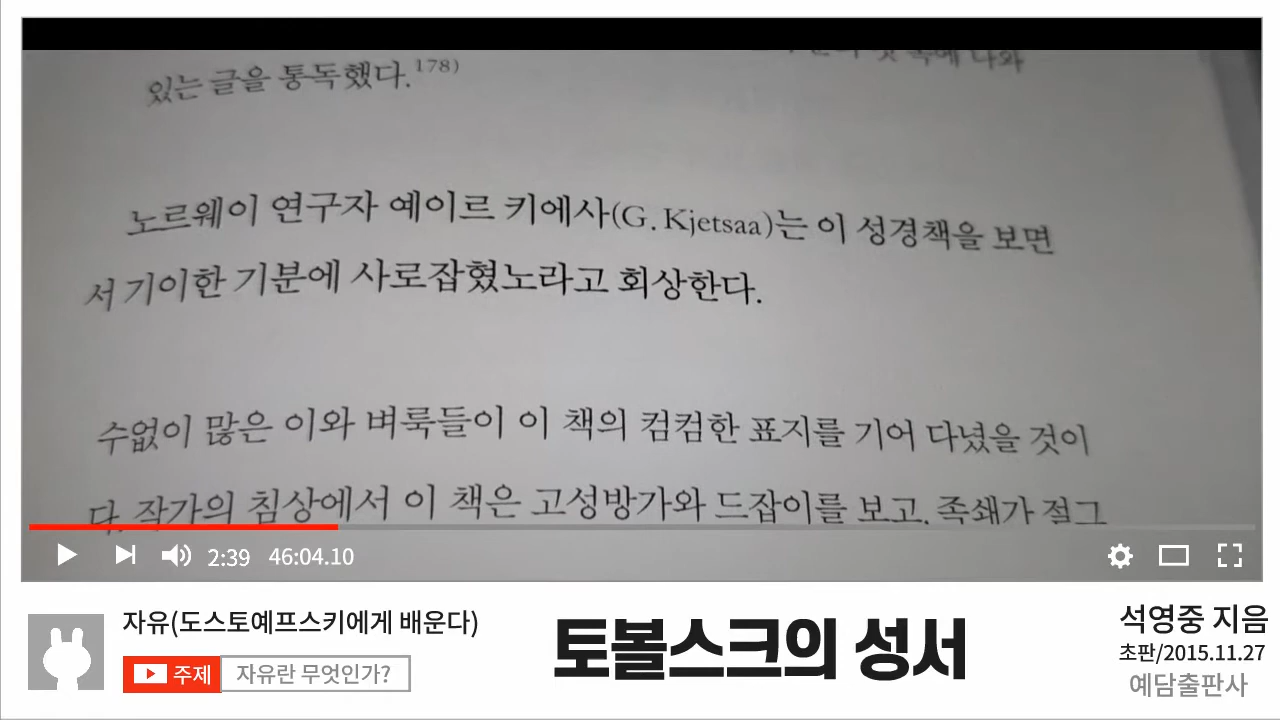 나와
있는 글을 통독했다.178)
노르웨이 연구자 예이르 키에사(G. Kjetsaa)는 이 성경책을 보면
서 기이한 기분에 사로잡혔노라고 회상한다.
수없이 많은 이와 벼룩들이 이 책의 컴컴한 표지를 기어 다녔을 것이
다. 작가의 침상에서 이 책은 고성방가와 드잡이를 보고, 족쇄가 절그
2:39 46:04.10
자유(도스토예프스키에게 배운다)
주제 자유란 무엇인가?
토볼스크의 성서
석영중 지음
초판/2015.11.27
예담출판사